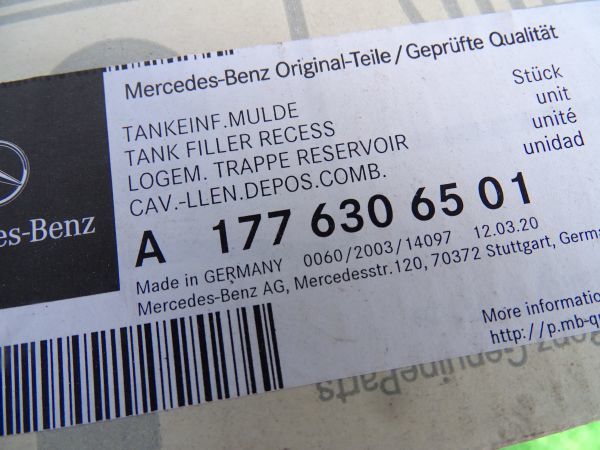 Mercedes-Benz Original-Teile/Geprüfte Qualität
TANKEINF.MULDE
TANK FILLER RECESS
LOGEM. TRAPPE RESERVOIR
CAV.-LLEN.DEPOS.COMB.
Stück
unit
unité
unidad
es-Benz
A 177 630 65 01
Made in GERMANY 0060/2003/14097 12.03.20
Mercedes-Benz AG, Mercedesstr.120, 70372 Stuttgart, Germa
More informatio
http://p.mb-q
Benz GenuineParts